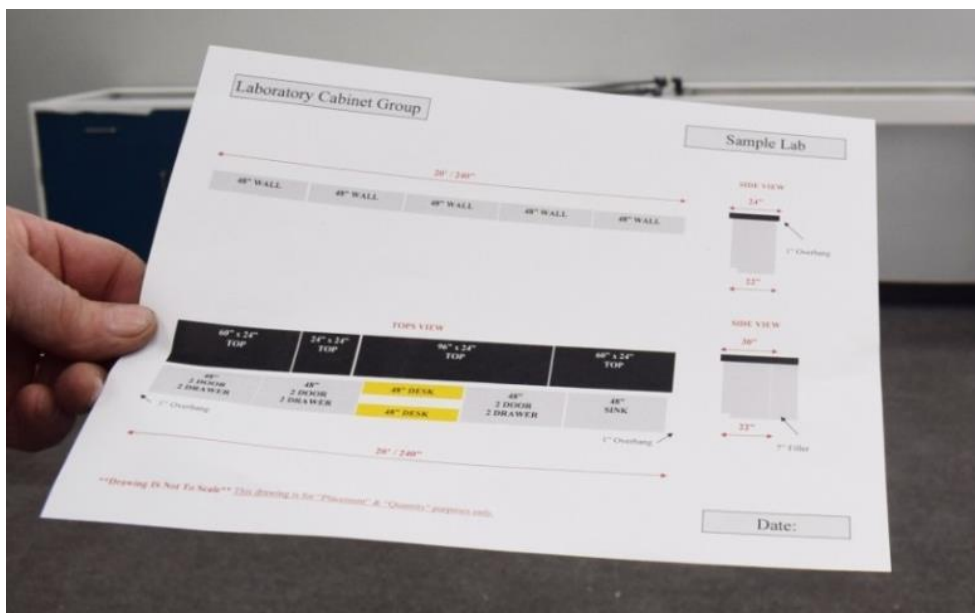 Laboratory Cabinet Group
Sample Lab
20' / 240"
48" WALL
48" WALL
48" WALL
48" WALL
48" WALL
SIDE VIEW
24"
1" Overhang
22"
TOPS VIEW
60" x 24"
TOP
24" x 24"
TOP
96" x 24"
TOP
60" x 24"
TOP
48"
2 DOOR
2 DRAWER
48"
2 DOOR
2 DRAWER
48" DESK
48" DESK
48"
2 DOOR
2 DRAWER
48"
SINK
1" Overhang
1" Overhang
20' / 240"
SIDE VIEW
30"
22"
7" Filler
**Drawing Is Not To Scale** This drawing is for "Placement" & "Quantity" purposes only.
Date: